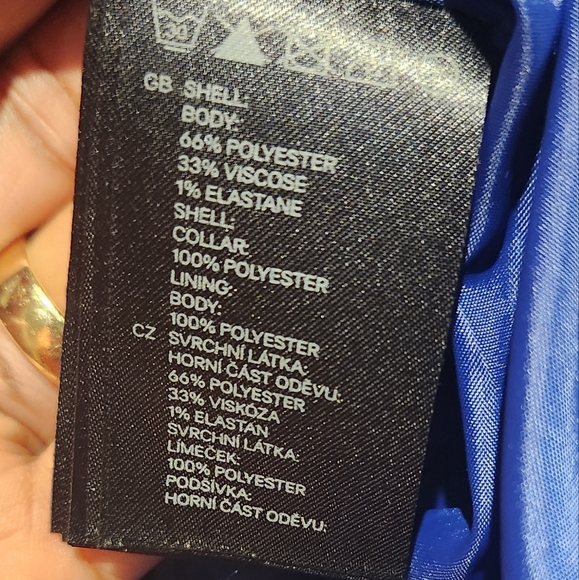 30
GB SHELL:
BODY:
66% POLYESTER
33% VISCOSE
1% ELASTANE
SHELL:
COLLAR:
100% POLYESTER
LINING:
BODY:
100% POLYESTER
CZ SVRCHNÍ LÁTKA:
HORNÍ ČÁST ODĚVU:
66% POLYESTER
33% VISKÓZA
1% ELASTAN
SVRCHNÍ LÁTKA:
LÍMEČEK:
100% POLYESTER
PODŠÍVKA:
HORNÍ ČÁST ODĚVU: